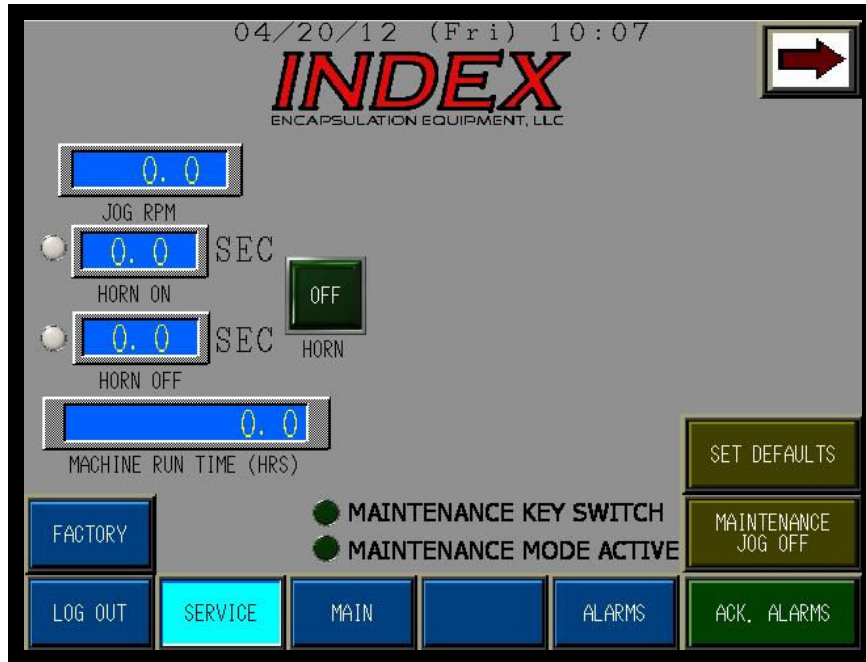 04/20/12 (Fri) 10:07
INDEX
ENCAPSULATION EQUIPMENT, LLC
0.0
JOG RPM
0.0 SEC
HORN ON
OFF
0.0 SEC
HORN
HORN OFF
0.0
MACHINE RUN TIME (HRS)
SET DEFAULTS
MAINTENANCE KEY SWITCH
FACTORY
MAINTENANCE
JOG OFF
MAINTENANCE MODE ACTIVE
LOG OUT
SERVICE
MAIN
ALARMS
ACK. ALARMS